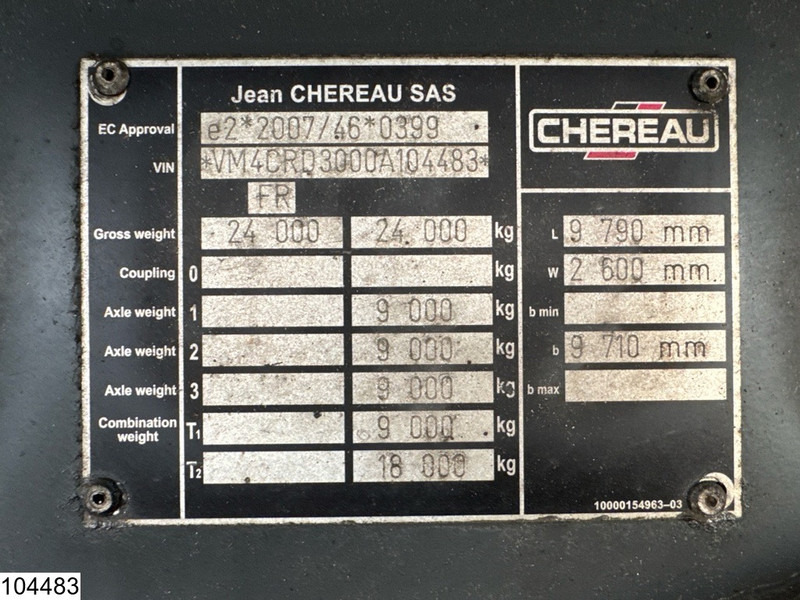 Jean CHEREAU SAS
CHEREAU
EC Approval e2*2007/46*0399
VIN *VM4CRD3000A104483*
FR
Gross weight 24 000 24 000 kg
Coupling 0 kg
Axle weight 1 9 000 kg
Axle weight 2 9 000 kg
Axle weight 3 9 000 kg
Combination weight T1 9 000 kg
T2 18 000 kg
L 9 790 mm
W 2 600 mm
b min
b 9 710 mm
b max
10000154963-03
104483